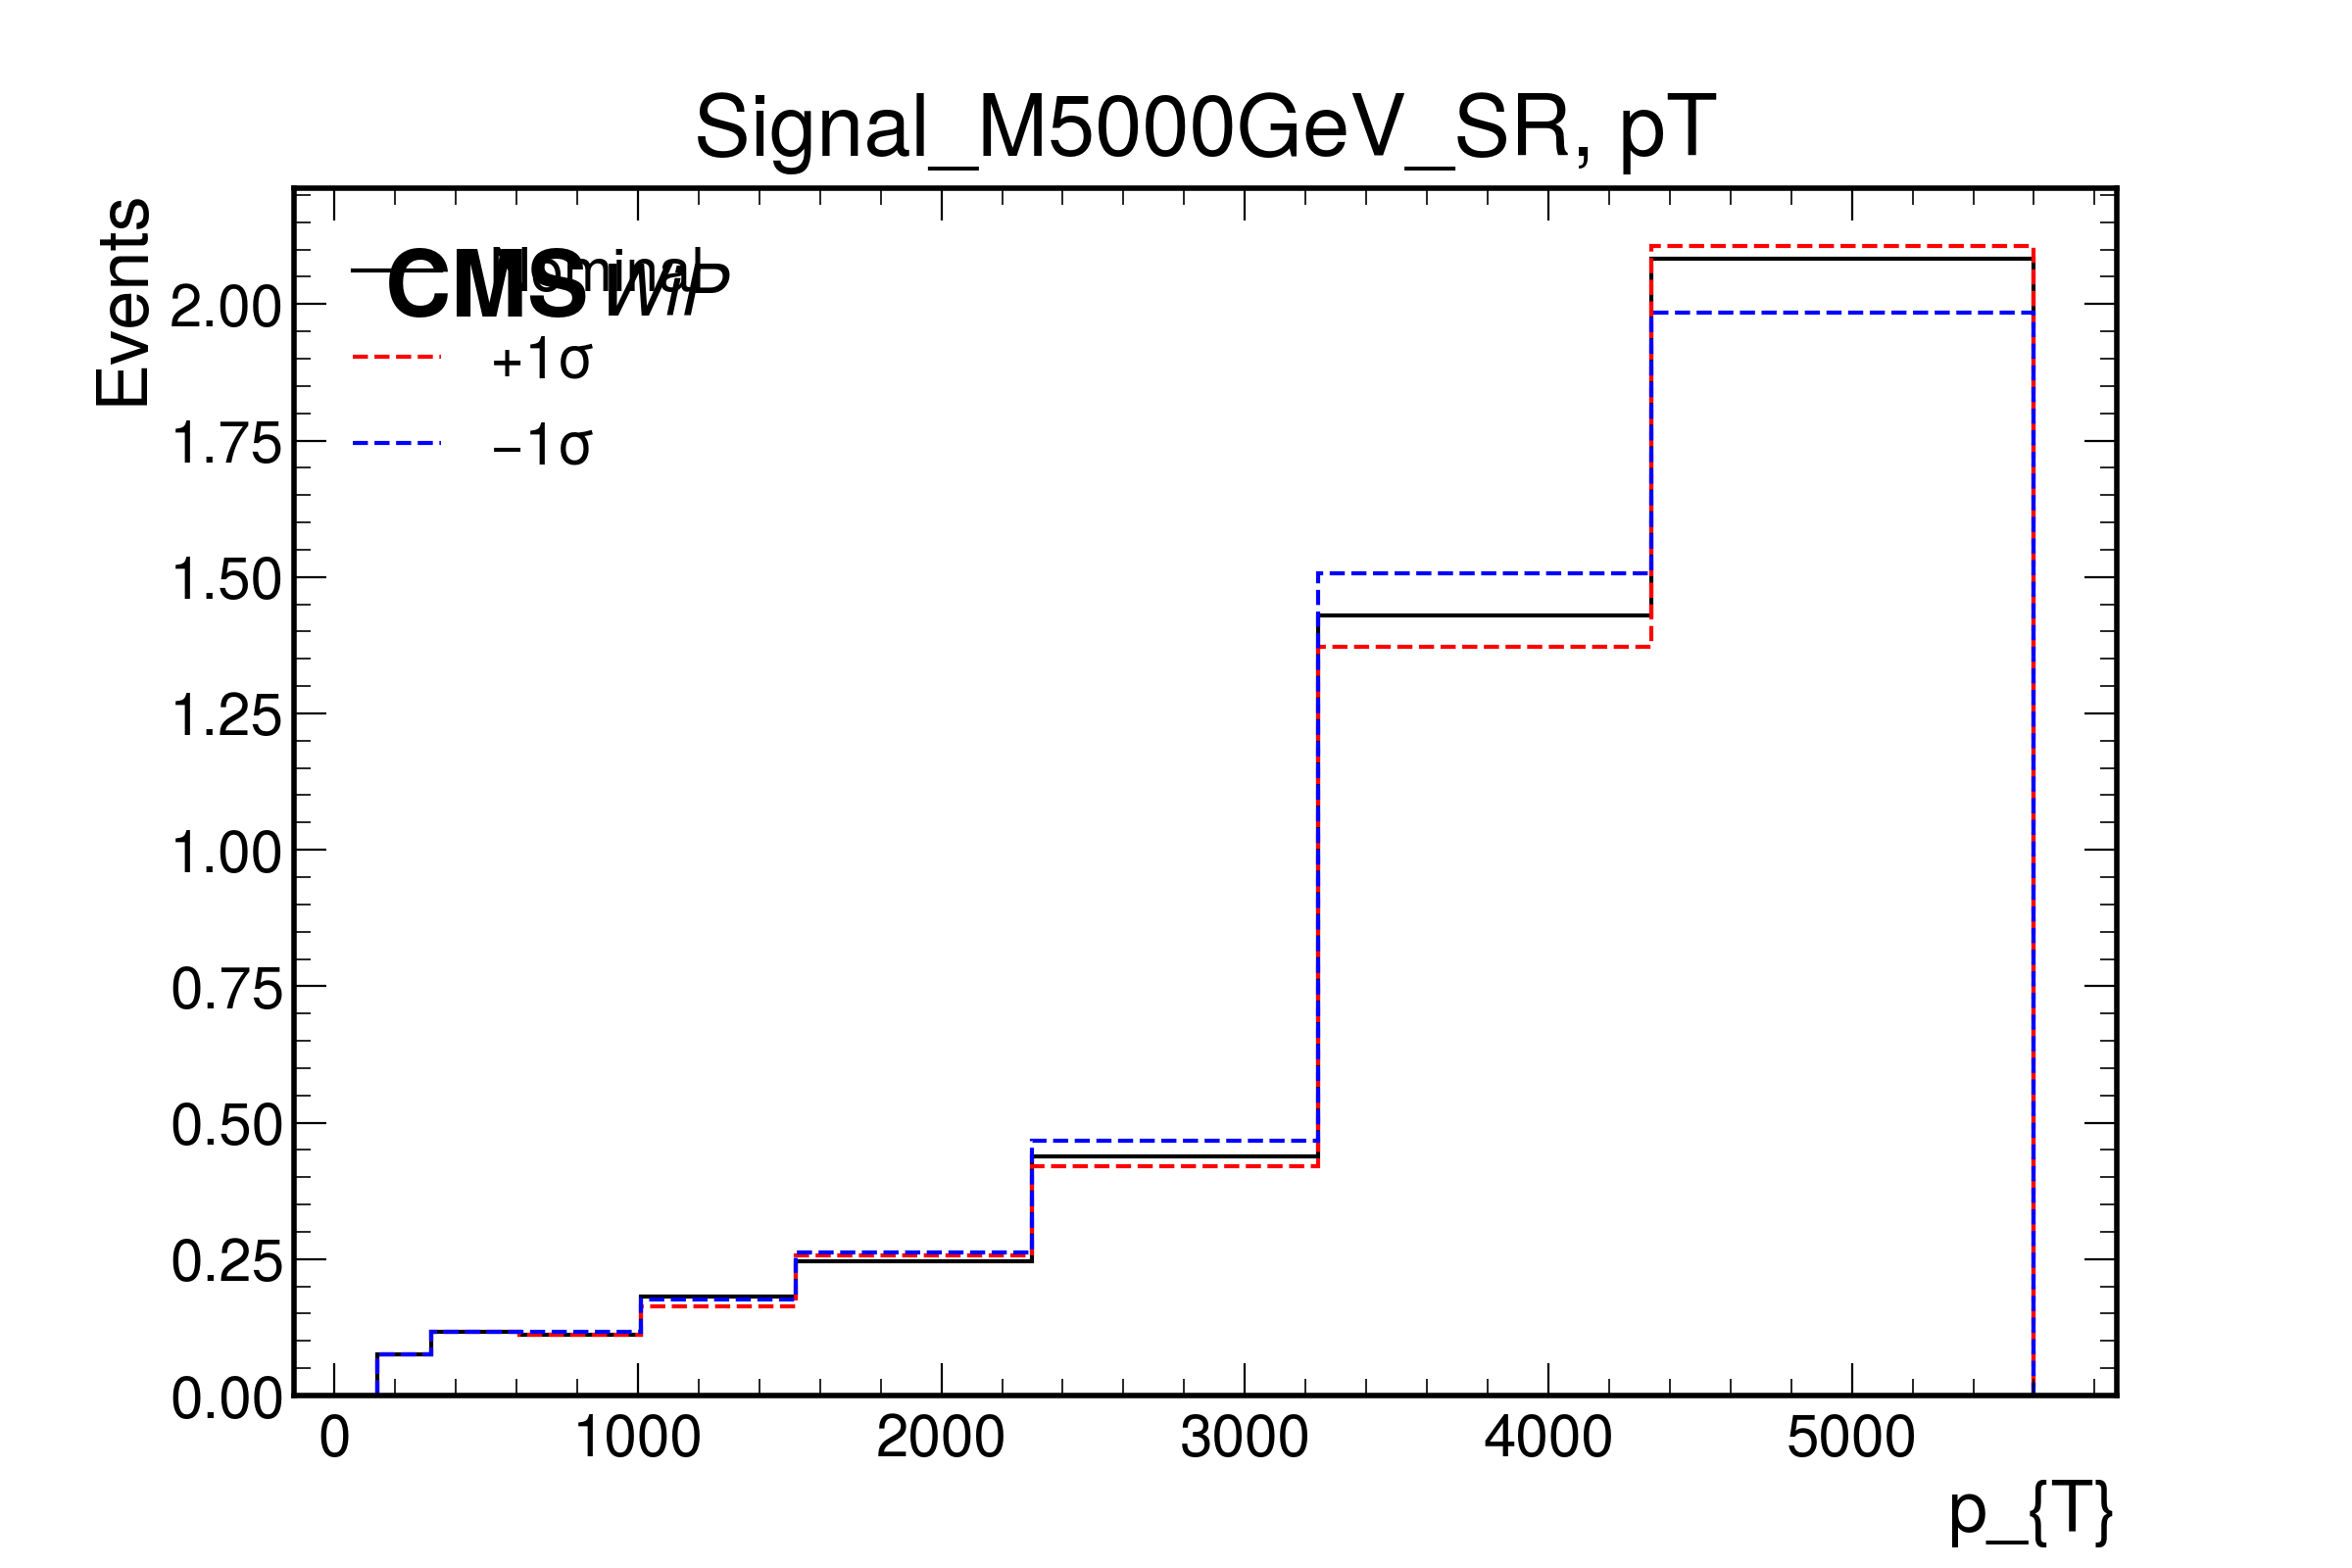 Signal_M5000GeV_SR, pT
Events
CMS WiP
Nominal
+1σ
−1σ
2.00
1.75
1.50
1.25
1.00
0.75
0.50
0.25
0.00
0 1000 2000 3000 4000 5000
p_{T}